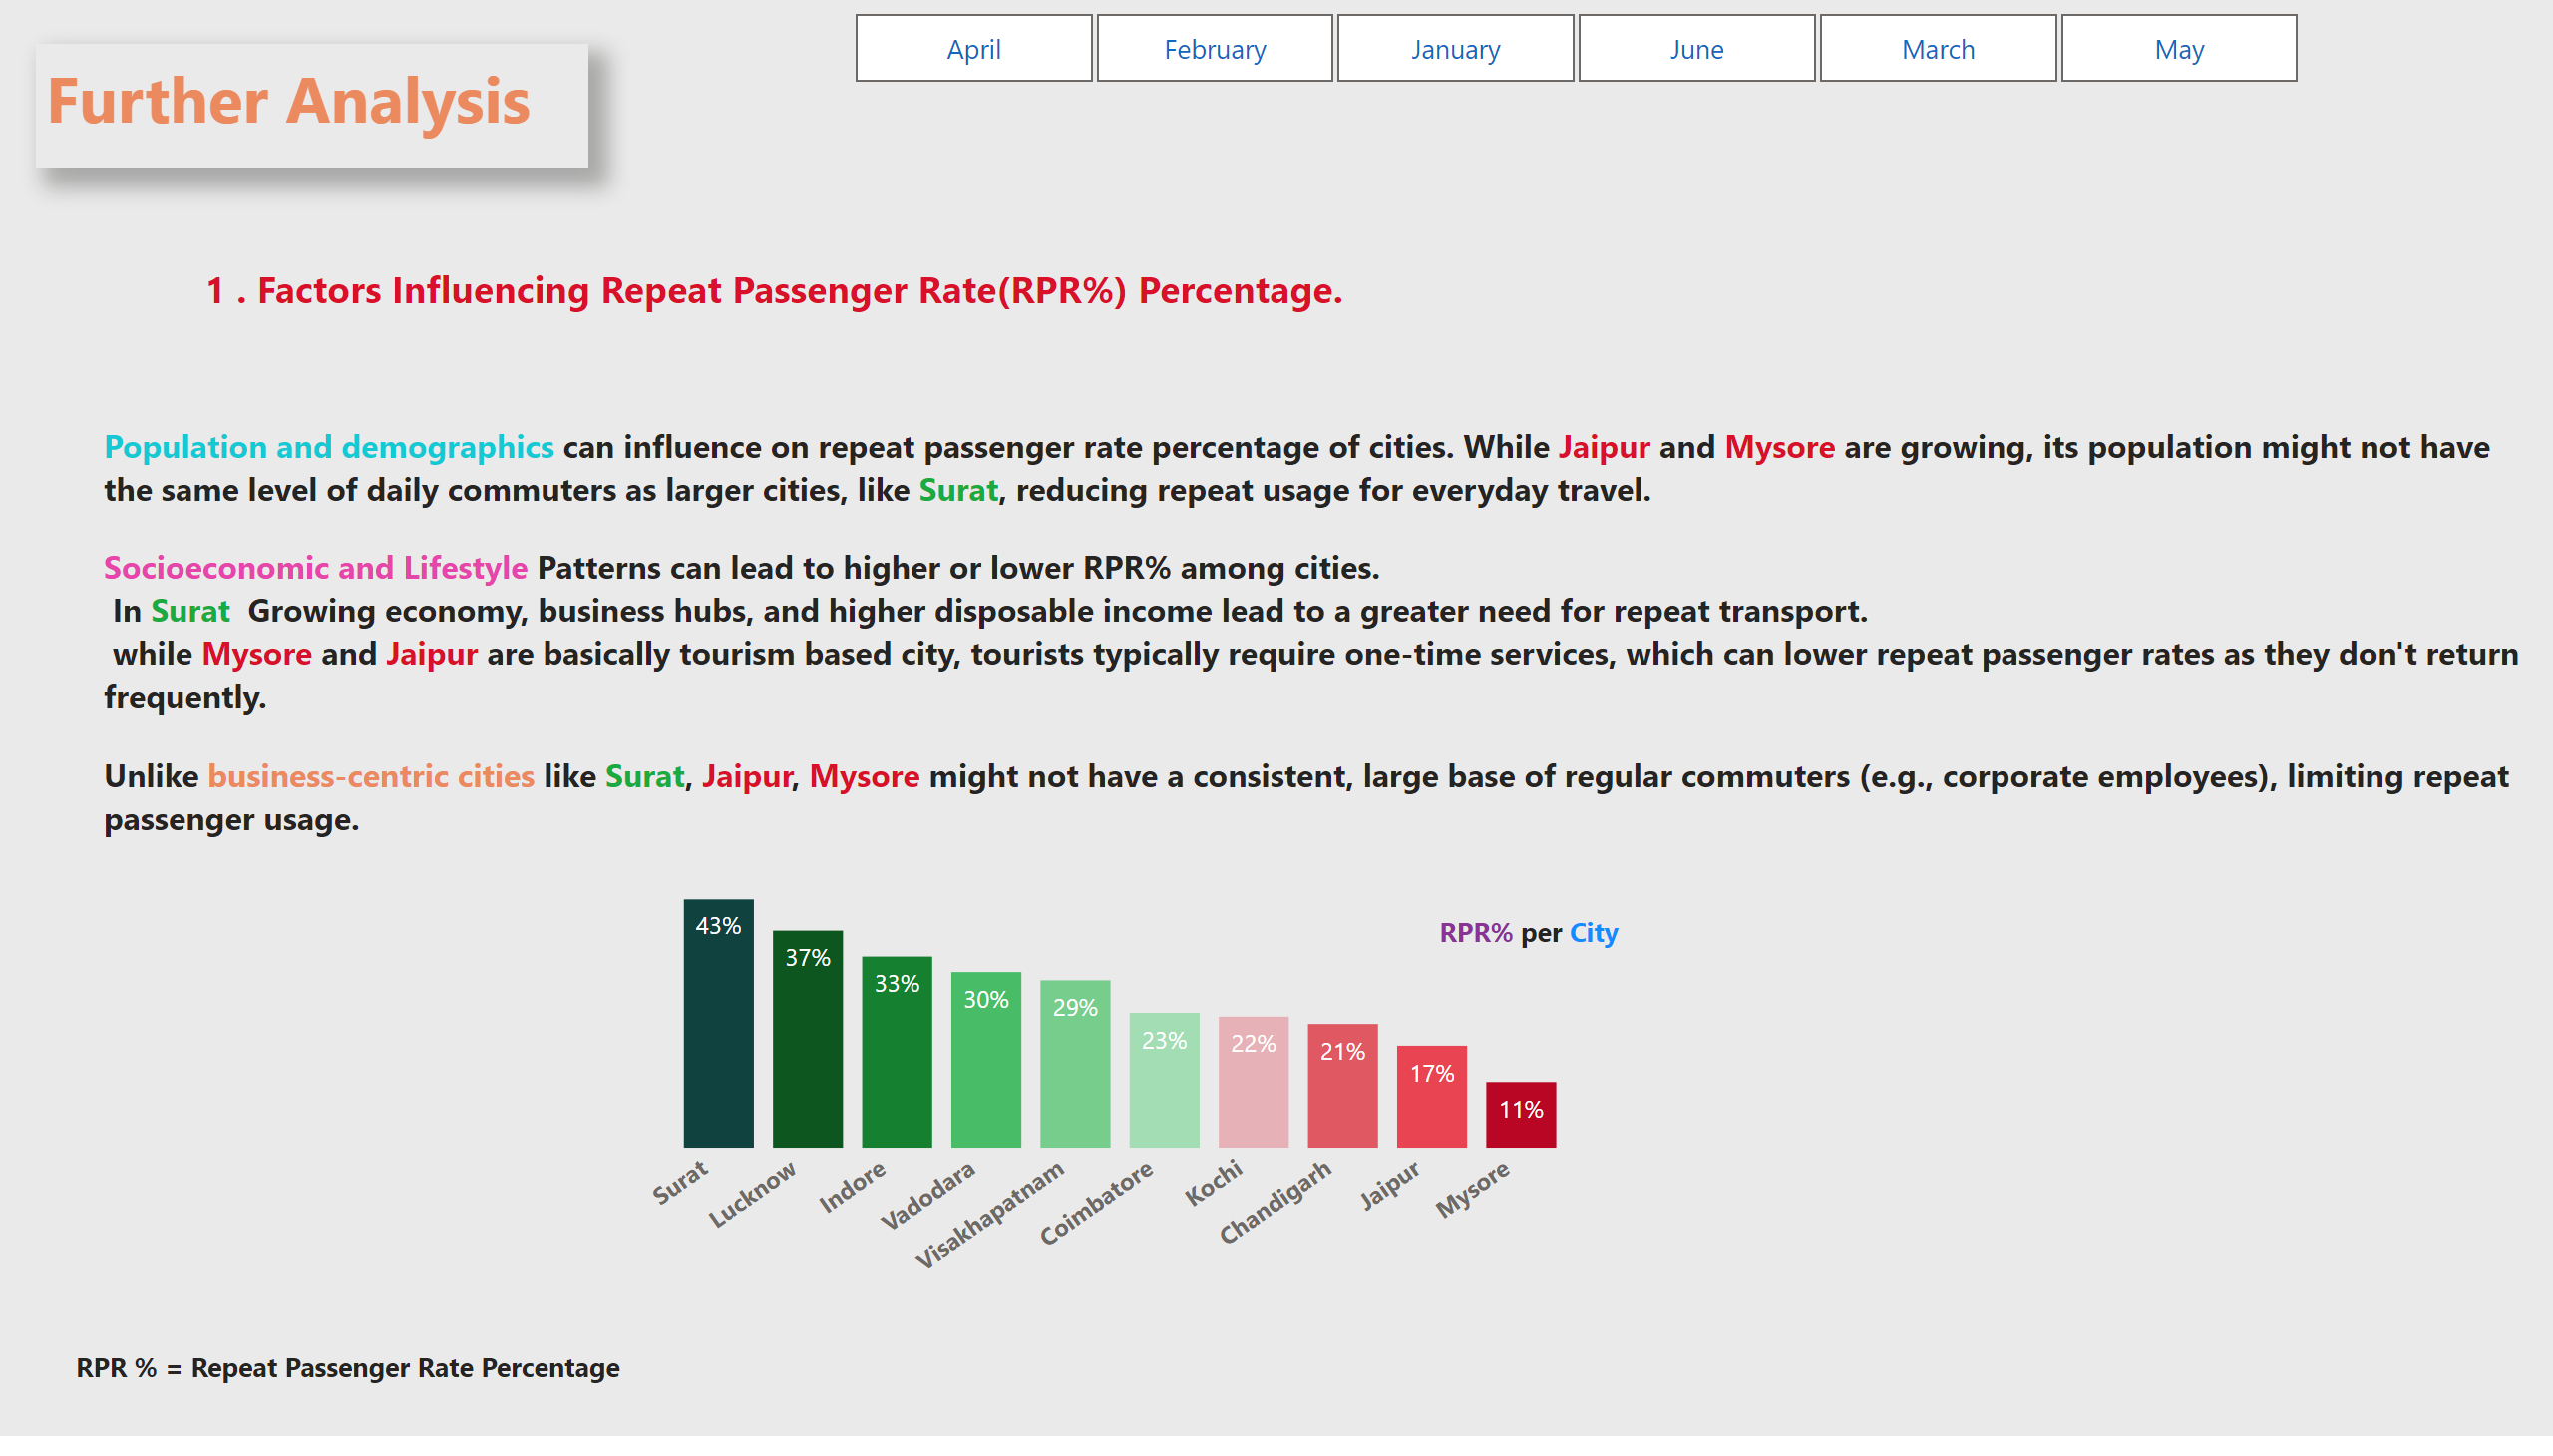 April
February
January
June
March
May
Further Analysis
1 . Factors Influencing Repeat Passenger Rate(RPR%) Percentage.
Population and demographics can influence on repeat passenger rate percentage of cities. While Jaipur and Mysore are growing, its population might not have
the same level of daily commuters as larger cities, like Surat, reducing repeat usage for everyday travel.
Socioeconomic and Lifestyle Patterns can lead to higher or lower RPR% among cities.
In Surat  Growing economy, business hubs, and higher disposable income lead to a greater need for repeat transport.
while Mysore and Jaipur are basically tourism based city, tourists typically require one-time services, which can lower repeat passenger rates as they don't return
frequently.
Unlike business-centric cities like Surat, Jaipur, Mysore might not have a consistent, large base of regular commuters (e.g., corporate employees), limiting repeat
passenger usage.
RPR% per City
43%
37%
33%
30%
29%
23%
22%
21%
17%
11%
Surat
Lucknow
Indore
Vadodara
Visakhapatnam
Coimbatore
Kochi
Chandigarh
Jaipur
Mysore
RPR % = Repeat Passenger Rate Percentage